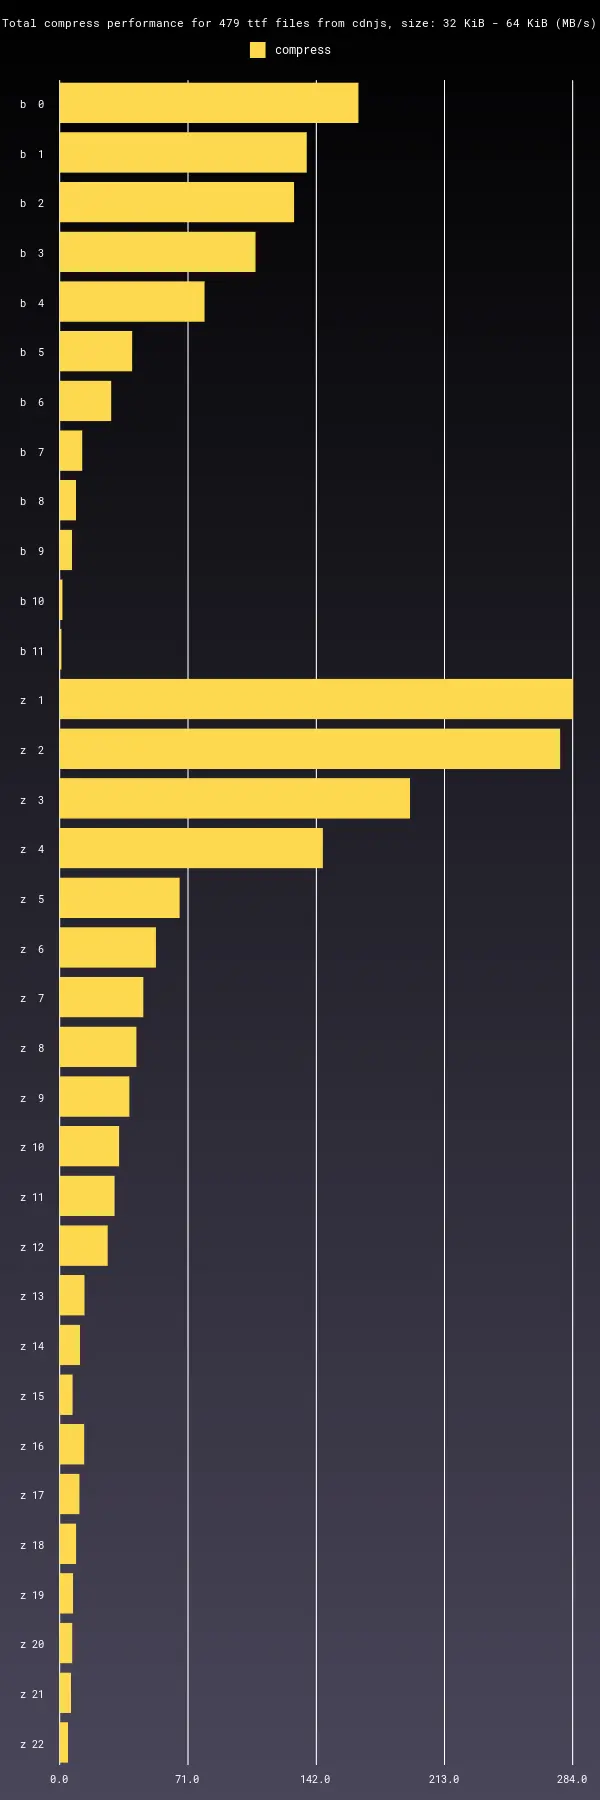 Total compress performance for 479 ttf files from cdnjs, size: 32 KiB - 64 KiB (MB/s)
compress
b 0
b 1
b 2
b 3
b 4
b 5
b 6
b 7
b 8
b 9
b 10
b 11
z 1
z 2
z 3
z 4
z 5
z 6
z 7
z 8
z 9
z 10
z 11
z 12
z 13
z 14
z 15
z 16
z 17
z 18
z 19
z 20
z 21
z 22
0.0 71.0 142.0 213.0 284.0